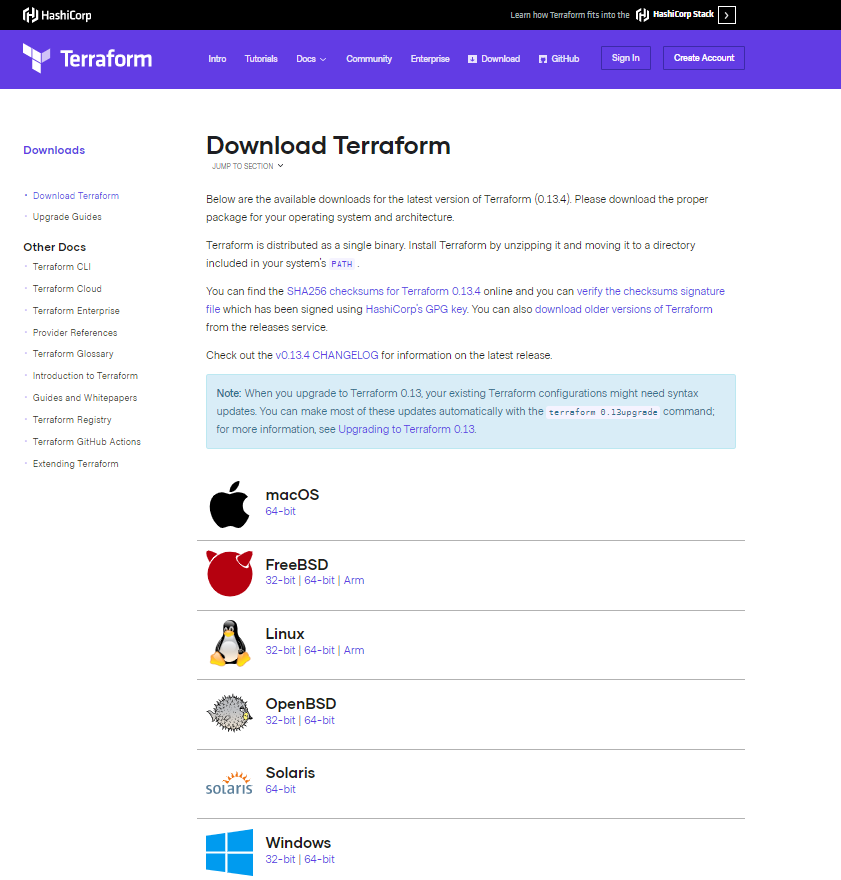 HashiCorp
Learn how Terraform fits into the HashiCorp Stack
Terraform
Intro Tutorials Docs Community Enterprise Download GitHub Sign In Create Account
Downloads
Download Terraform
Upgrade Guides
Other Docs
Terraform CLI
Terraform Cloud
Terraform Enterprise
Provider References
Terraform Glossary
Introduction to Terraform
Guides and Whitepapers
Terraform Registry
Terraform GitHub Actions
Extending Terraform
Download Terraform
JUMP TO SECTION
Below are the available downloads for the latest version of Terraform (0.13.4). Please download the proper
package for your operating system and architecture.
Terraform is distributed as a single binary. Install Terraform by unzipping it and moving it to a directory
included in your system's PATH .
You can find the SHA256 checksums for Terraform 0.13.4 online and you can verify the checksums signature
file which has been signed using HashiCorp's GPG key. You can also download older versions of Terraform
from the releases service.
Check out the v0.13.4 CHANGELOG for information on the latest release.
Note: When you upgrade to Terraform 0.13, your existing Terraform configurations might need syntax
updates. You can make most of these updates automatically with the terraform 0.13upgrade command;
for more information, see Upgrading to Terraform 0.13.
macOS
64-bit
FreeBSD
32-bit | 64-bit | Arm
Linux
32-bit | 64-bit | Arm
OpenBSD
32-bit | 64-bit
Solaris
solaris
64-bit
Windows
32-bit | 64-bit